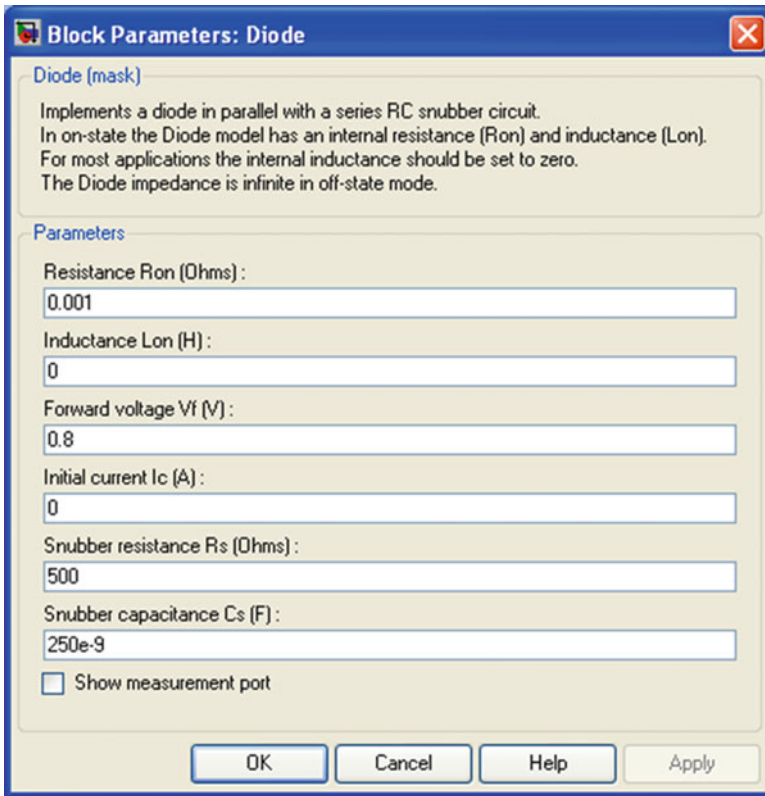 Block Parameters: Diode
Diode (mask)
Implements a diode in parallel with a series RC snubber circuit.
In on-state the Diode model has an internal resistance (Ron) and inductance (Lon).
For most applications the internal inductance should be set to zero.
The Diode impedance is infinite in off-state mode.
Parameters
Resistance Ron (Ohms) :
0.001
Inductance Lon (H) :
0
Forward voltage Vf (V) :
0.8
Initial current Ic (A) :
0
Snubber resistance Rs (Ohms) :
500
Snubber capacitance Cs (F) :
250e-9
Show measurement port
OK Cancel Help Apply